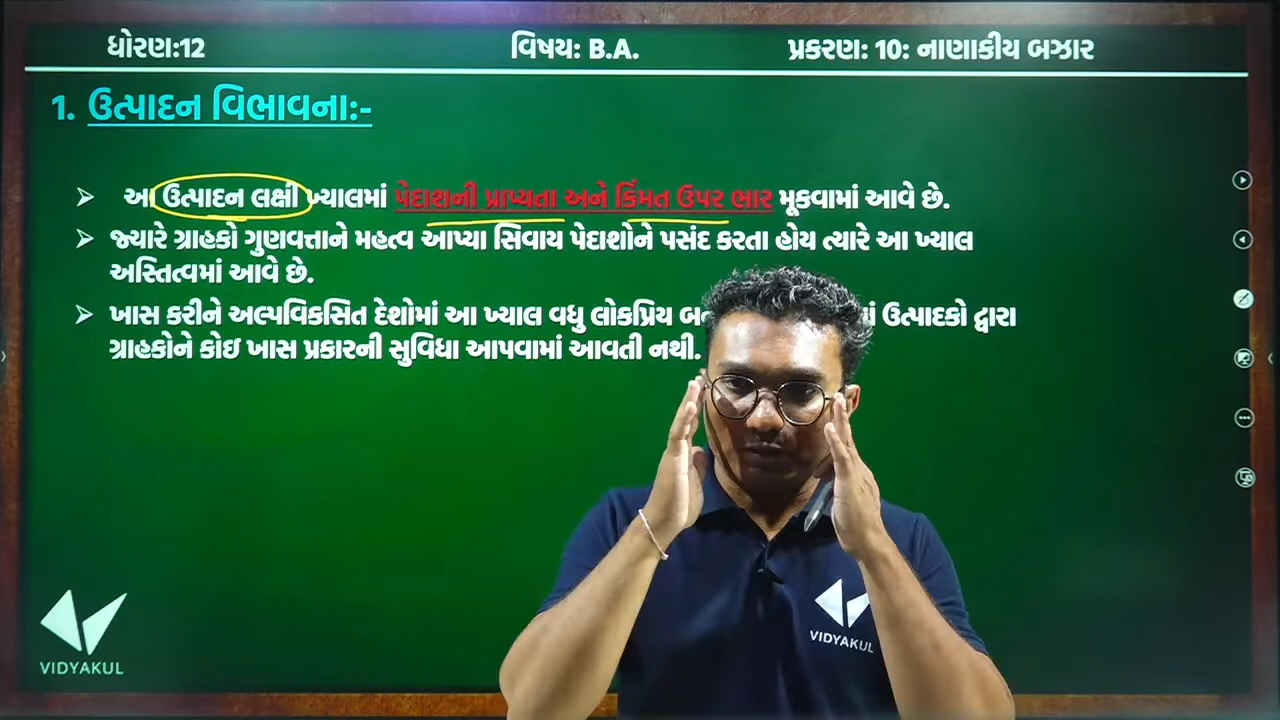 ધોરણ:12 વિષય: B.A. પ્રકરણ: 10: નાણાકીય બઝાર
1. ઉત્પાદન વિભાવના:-
➢ આ ઉત્પાદન લક્ષી ખ્યાલમાં પેદાશની પ્રાપ્યતા અને કિંમત ઉપર ભાર મૂકવામાં આવે છે.
➢ જ્યારે ગ્રાહકો ગુણવત્તાને મહત્વ આપ્યા સિવાય પેદાશોને પસંદ કરતા હોય ત્યારે આ ખ્યાલ
અસ્તિત્વમાં આવે છે.
➢ ખાસ કરીને અલ્પવિકસિત દેશોમાં આ ખ્યાલ વધુ લોકપ્રિય ઉત્પાદકો દ્વારા
ગ્રાહકોને કોઇ ખાસ પ્રકારની સુવિધા આપવામાં આવતી નથી.
VIDYAKUL
VIDYAKUL